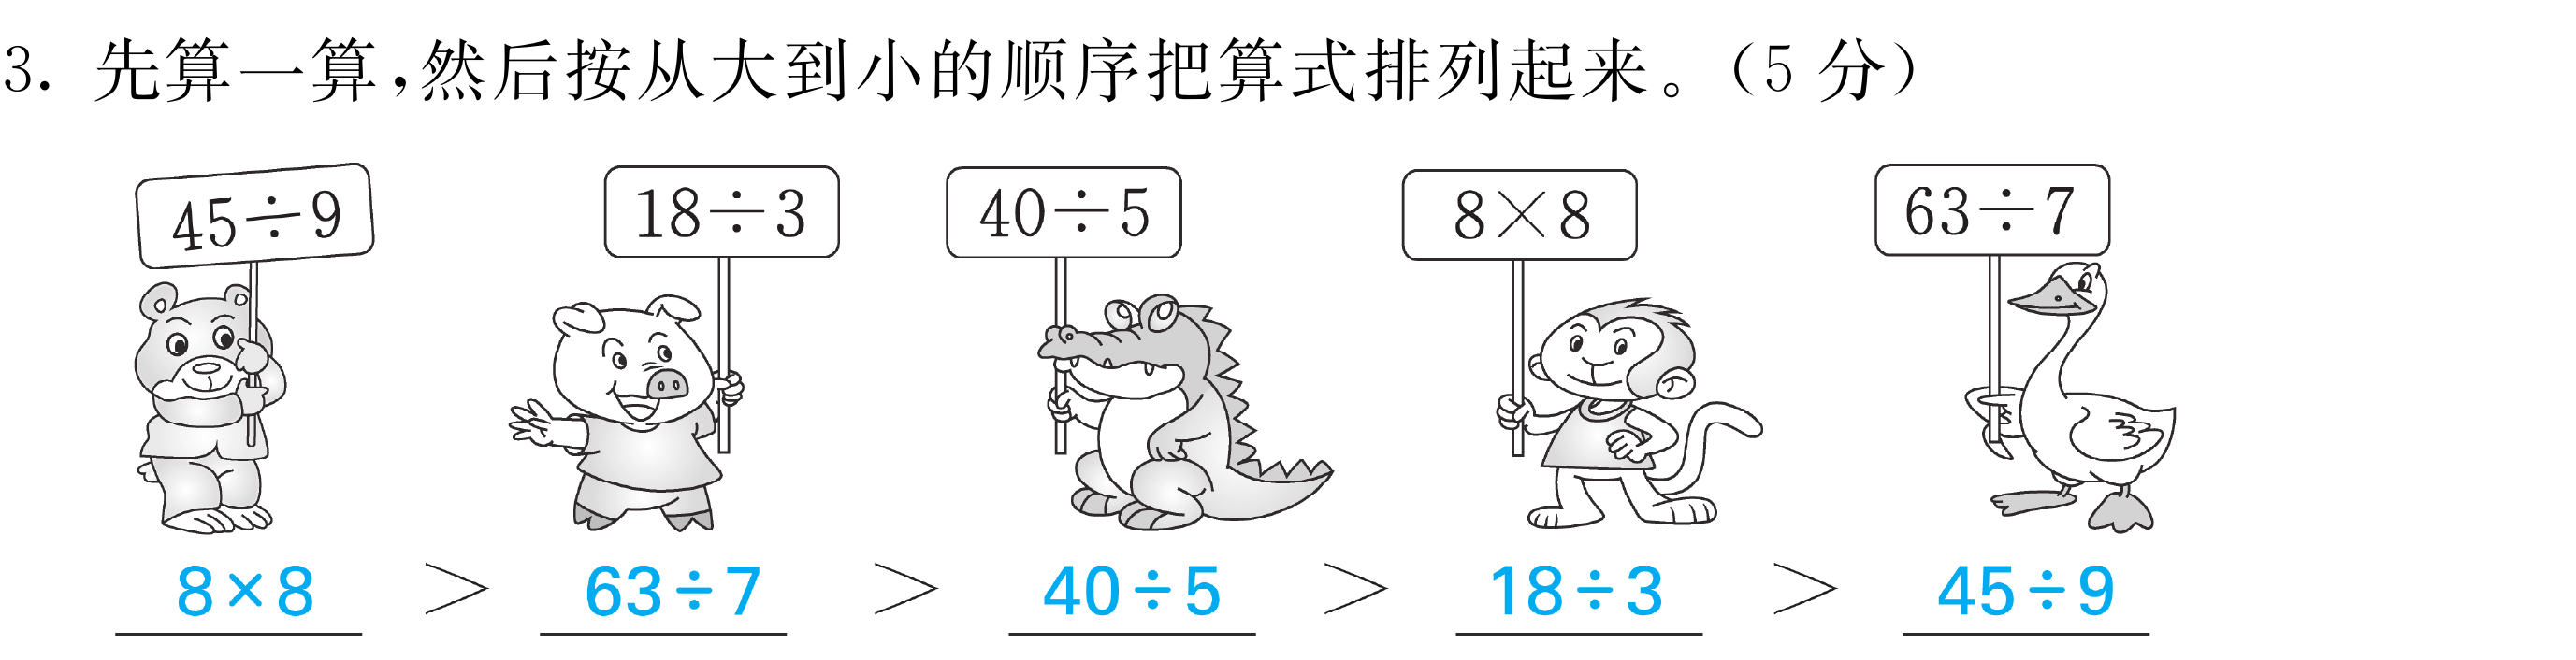 3. 先算一算,然后按从大到小的顺序把算式排列起来。(5 分)
45÷9 18÷3 40÷5 8×8 63÷7
8×8 > 63÷7 > 40÷5 > 18÷3 > 45÷9